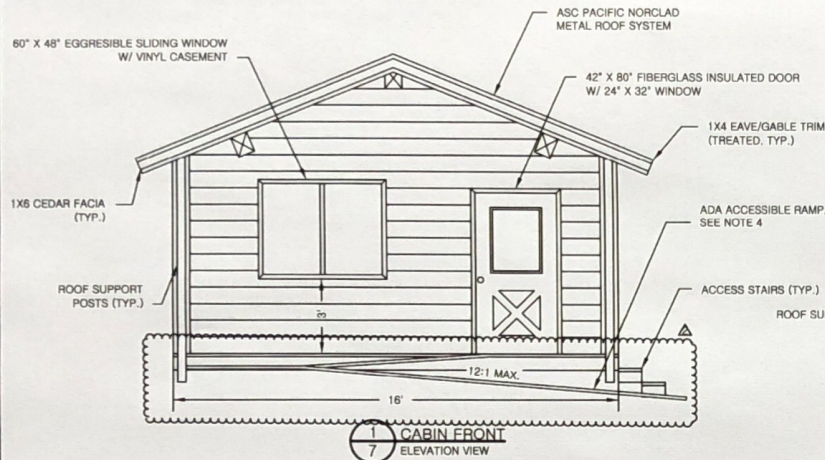 ASC PACIFIC NORCLAD
METAL ROOF SYSTEM
60" X 48" EGGRESIBLE SLIDING WINDOW
W/ VINYL CASEMENT
42" X 80" FIBERGLASS INSULATED DOOR
W/ 24" X 32" WINDOW
1X4 EAVE/GABLE TRIM
(TREATED. TYP.)
1X6 CEDAR FACIA
(TYP.)
ADA ACCESSIBLE RAMP.
SEE NOTE 4
ROOF SUPPORT
POSTS (TYP.)
ACCESS STAIRS (TYP.)
ROOF SU
3'
12:1 MAX.
16'
1
7
CABIN FRONT
ELEVATION VIEW